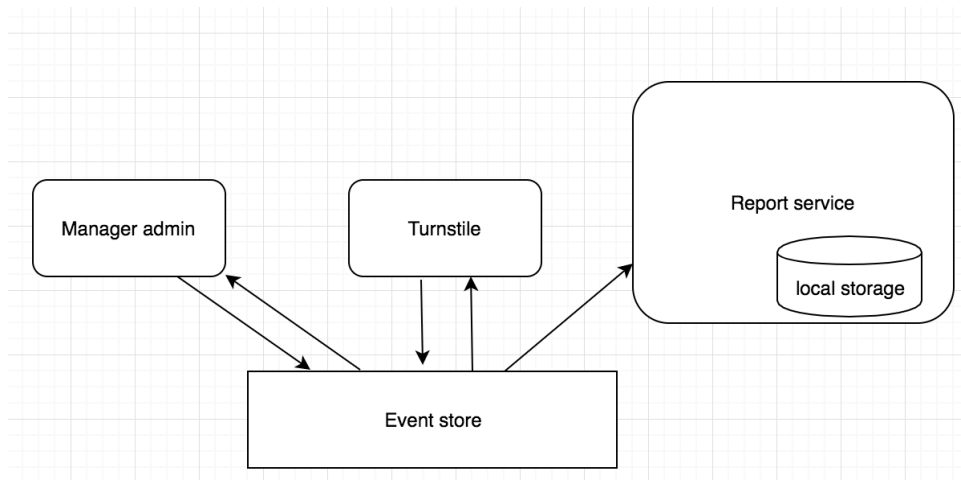 Report service
Manager admin
Turnstile
local storage
Event store